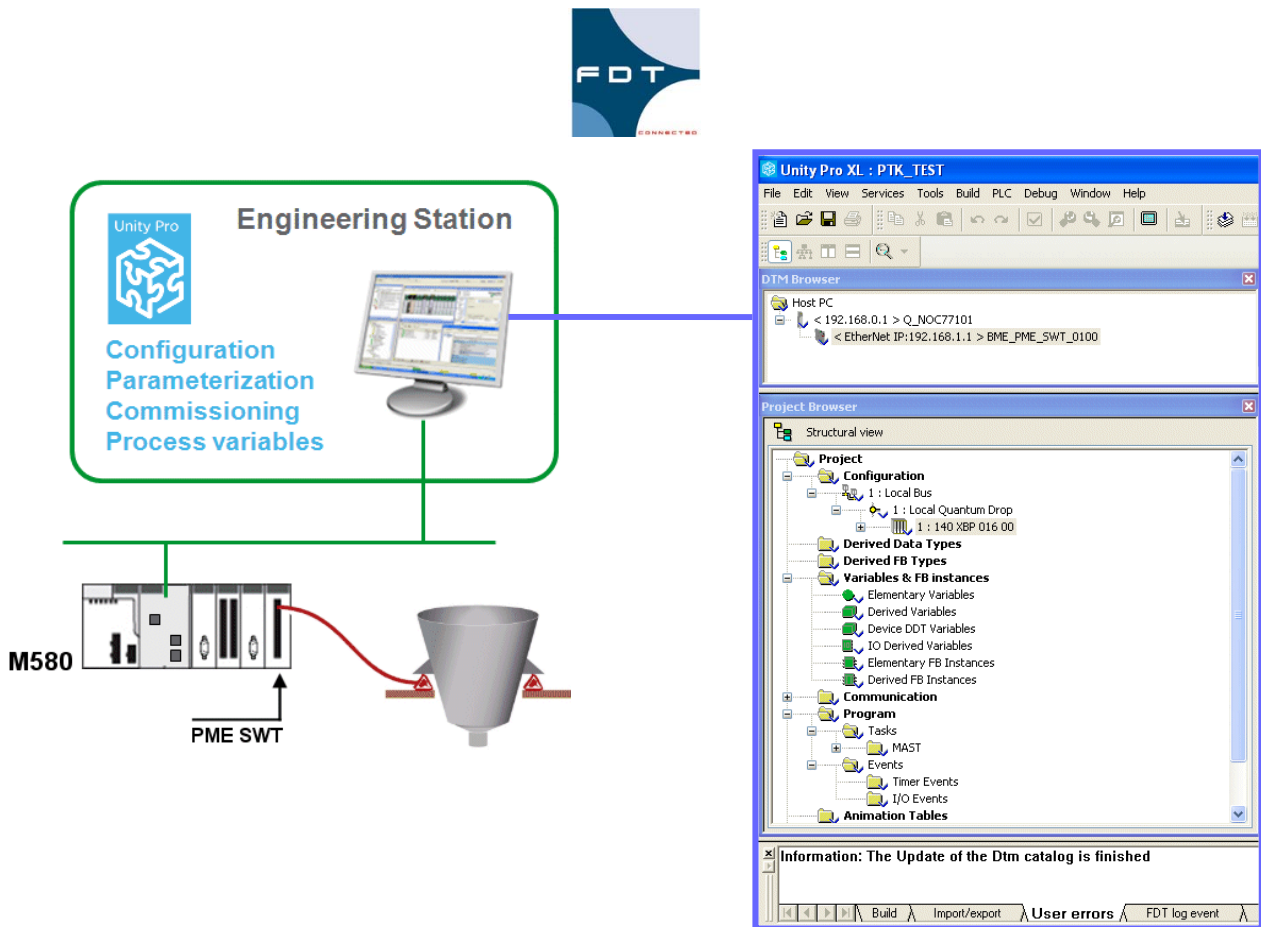 FDT
CONNECTED
Unity Pro
Engineering Station
Configuration
Parameterization
Commissioning
Process variables
M580
PME SWT
Unity Pro XL : PTK_TEST
File Edit View Services Tools Build PLC Debug Window Help
DTM Browser
Host PC
< 192.168.0.1 > Q_NOC77101
< EtherNet IP:192.168.1.1 > BME_PME_SWT_0100
Project Browser
Structural view
Project
Configuration
1 : Local Bus
1 : Local Quantum Drop
1 : 140 XBP 016 00
Derived Data Types
Derived FB Types
Variables & FB instances
Elementary Variables
Derived Variables
Device DDT Variables
IO Derived Variables
Elementary FB Instances
Derived FB Instances
Communication
Program
Tasks
MAST
Events
Timer Events
I/O Events
Animation Tables
Information: The Update of the Dtm catalog is finished
Build Import/export User errors FDT log event